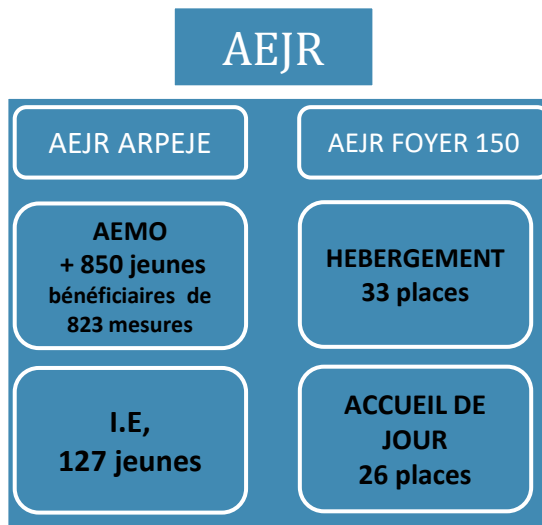 AEJR
AEJR ARPEJE
AEJR FOYER 150
AEMO
+ 850 jeunes
bénéficiaires de
823 mesures
HEBERGEMENT
33 places
I.E,
127 jeunes
ACCUEIL DE
JOUR
26 places